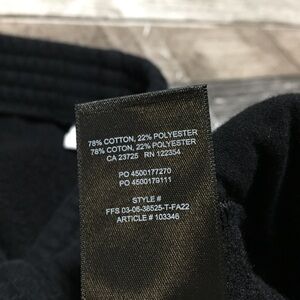 78% COTTON, 22% POLYESTER
78% COTON, 22% POLYESTER
CA 23725 RN 122354
PO 4500177270
PO 4500179111
STYLE #
FFS 03-06-36525-T-FA22
ARTICLE # 103346